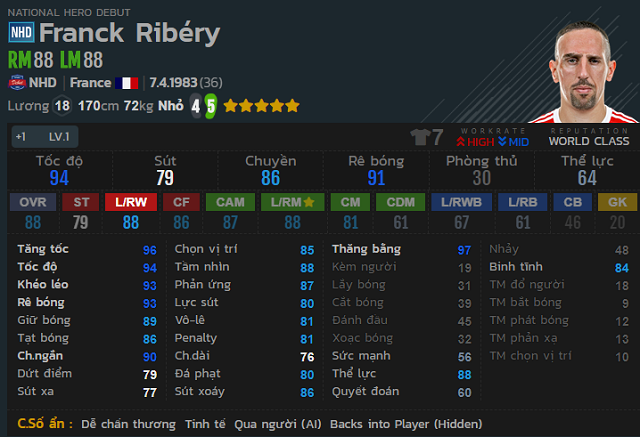 NATIONAL HERO DEBUT
NHD Franck Ribéry
RM 88 LM 88
NHD France 7.4.1983 (36)
Lương 18 170cm 72kg Nhỏ 4 5
+1 LV.1 7 WORKRATE HIGH MID REPUTATION WORLD CLASS
Tốc độ Sút Chuyền Rê bóng Phòng thủ Thể lực
94 79 86 91 30 64
OVR ST L/RW CF CAM L/RM CM CDM L/RWB L/RB CB GK
88 79 88 86 87 88 81 61 67 61 46 20
Tăng tốc 96 Chọn vị trí 85 Thăng bằng 97 Nhảy 48
Tốc độ 94 Tầm nhìn 88 Kèm người 19 Bình tĩnh 84
Khéo léo 93 Phản ứng 87 Lấy bóng 31 TM đổ người 18
Rê bóng 93 Lực sút 80 Cắt bóng 39 TM bắt bóng 9
Giữ bóng 89 Vô-lê 81 Đánh đầu 45 TM phát bóng 12
Tạt bóng 86 Penalty 81 Xoạc bóng 32 TM phản xạ 13
Ch.ngắn 90 Ch.dài 76 Sức mạnh 56 TM chọn vị trí 10
Dứt điểm 79 Đá phạt 80 Thể lực 88
Sút xa 77 Sút xoáy 86 Quyết đoán 60
C.Số ẩn : Dễ chấn thương Tinh tế Qua người (AI) Backs into Player (Hidden)